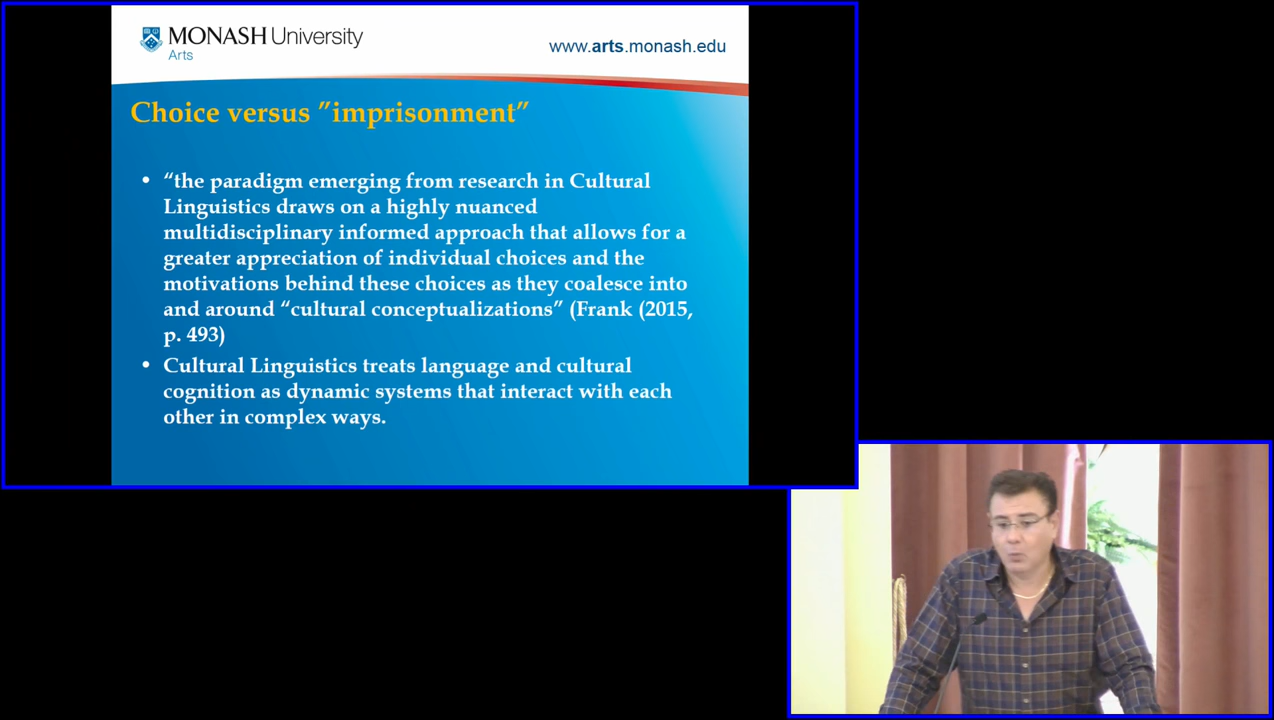 MONASH University
Arts
www.arts.monash.edu
Choice versus ”imprisonment”
• “the paradigm emerging from research in Cultural
Linguistics draws on a highly nuanced
multidisciplinary informed approach that allows for a
greater appreciation of individual choices and the
motivations behind these choices as they coalesce into
and around “cultural conceptualizations” (Frank (2015,
p. 493)
• Cultural Linguistics treats language and cultural
cognition as dynamic systems that interact with each
other in complex ways.